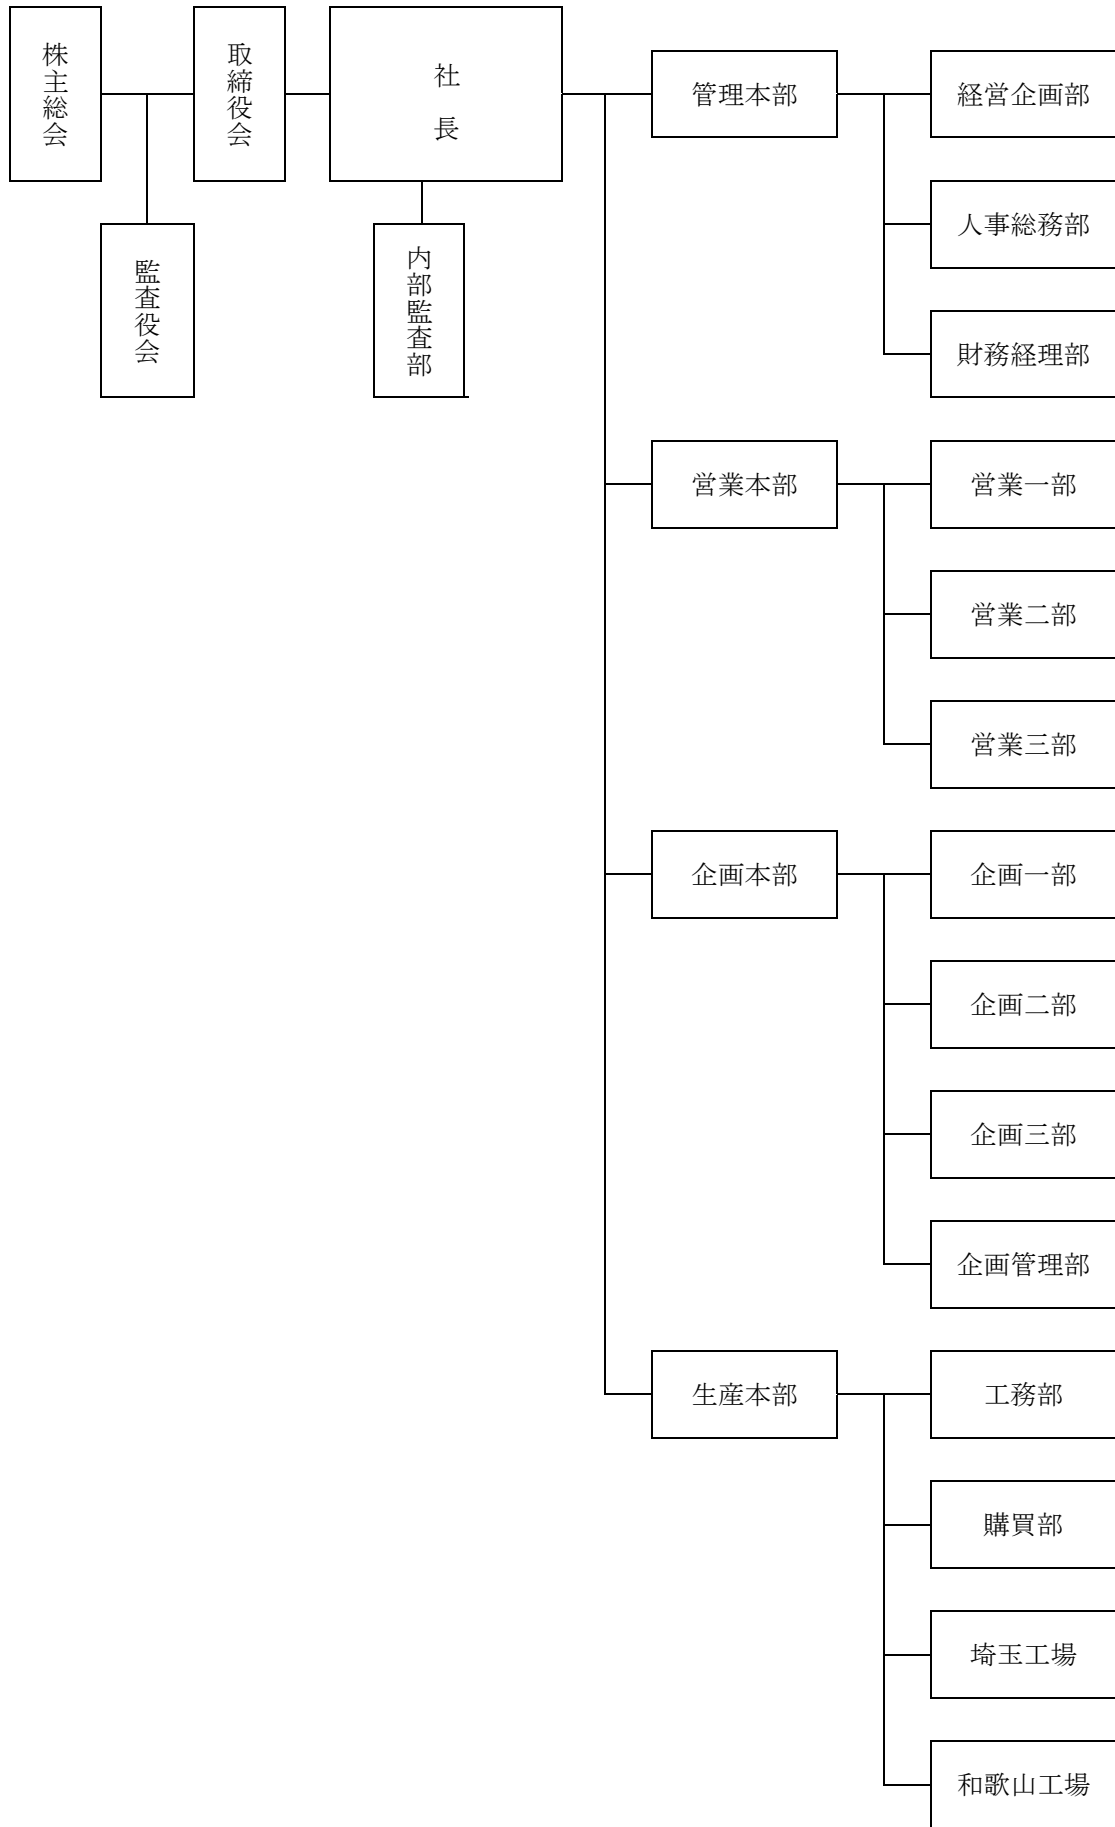 株主総会
取締役会
社長
監査役会
内部監査部
管理本部
経営企画部
人事総務部
財務経理部
営業本部
営業一部
営業二部
営業三部
企画本部
企画一部
企画二部
企画三部
企画管理部
生産本部
工務部
購買部
埼玉工場
和歌山工場